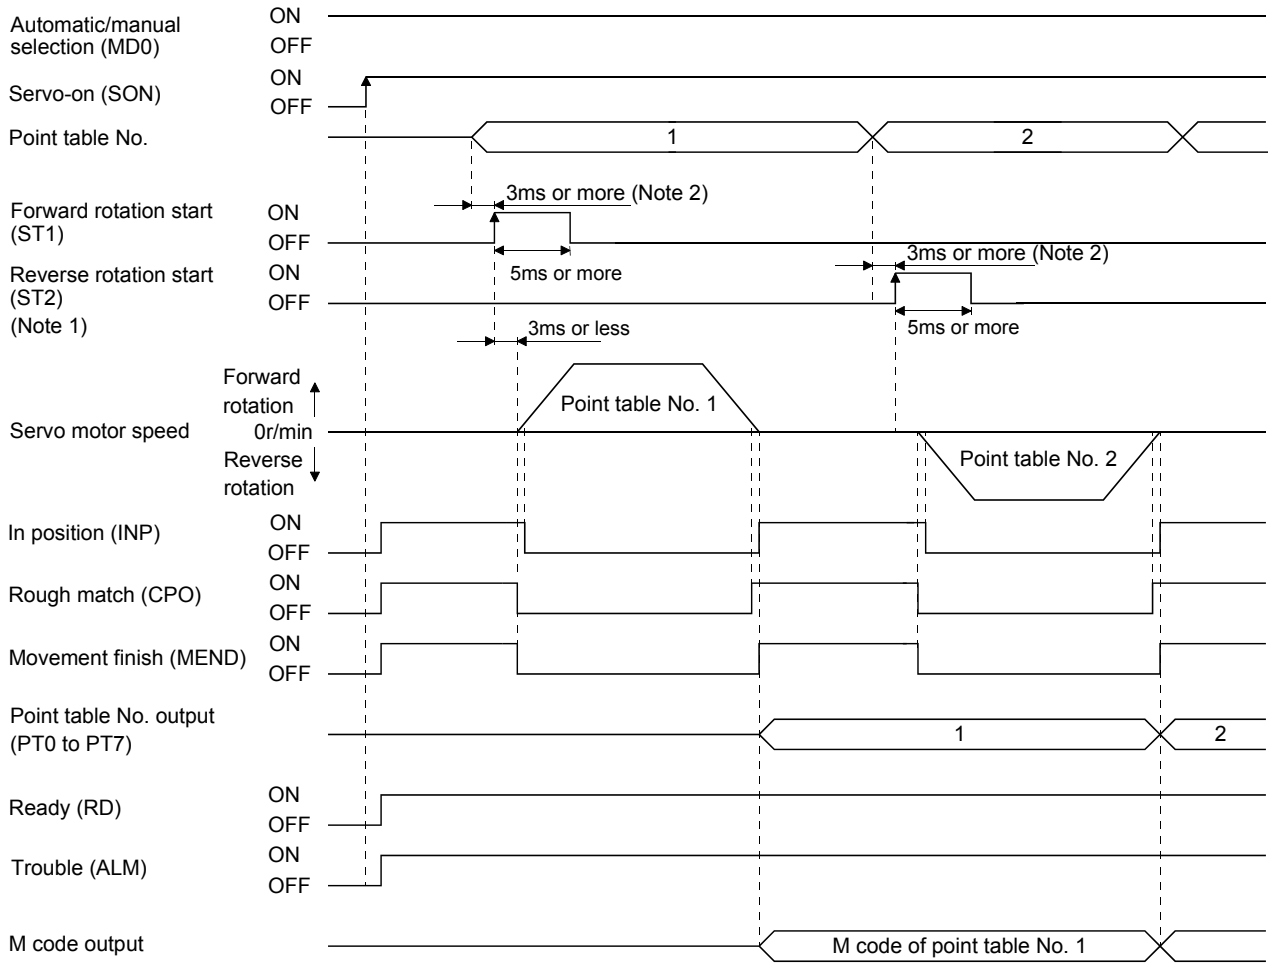 Automatic/manual
selection (MD0)
ON
OFF
Servo-on (SON)
ON
OFF
Point table No.
1
2
3ms or more (Note 2)
Forward rotation start
(ST1)
ON
OFF
5ms or more
3ms or more (Note 2)
Reverse rotation start
(ST2)
(Note 1)
ON
OFF
5ms or more
3ms or less
Forward
rotation
Point table No. 1
Servo motor speed
0r/min
Reverse
rotation
Point table No. 2
In position (INP)
ON
OFF
Rough match (CPO)
ON
OFF
Movement finish (MEND)
ON
OFF
Point table No. output
(PT0 to PT7)
1
2
Ready (RD)
ON
OFF
Trouble (ALM)
ON
OFF
M code output
M code of point table No. 1